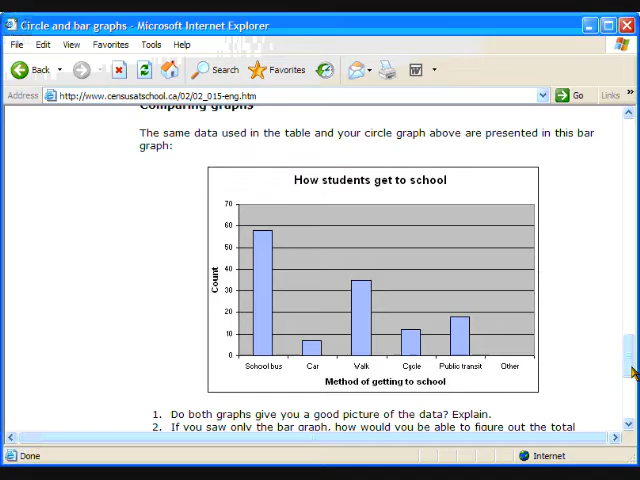 Circle and bar graphs - Microsoft Internet Explorer
File Edit View Favorites Tools Help
Back Search Favorites W
Address http://www.censusatschool.ca/02/02_015-eng.htm Go Links »
Comparing graphs
The same data used in the table and your circle graph above are presented in this bar
graph:
How students get to school
70
60
50
40
30
20
10
0
Count
School bus Car Walk Cycle Public transit Other
Method of getting to school
1. Do both graphs give you a good picture of the data? Explain.
2. If you saw only the bar graph, how would you be able to figure out the total
Done Internet